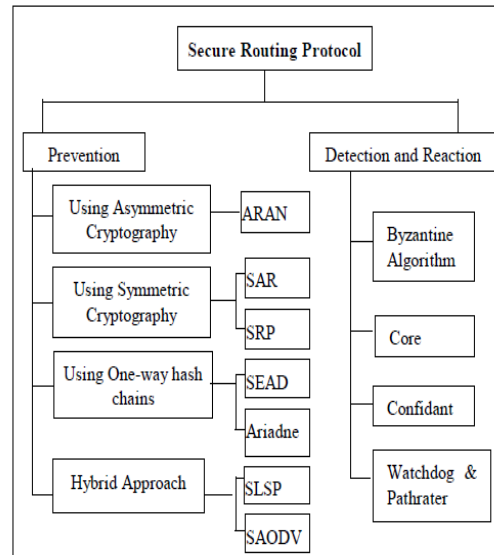 Secure Routing Protocol
Prevention
Detection and Reaction
Using Asymmetric
Cryptography
ARAN
Using Symmetric
Cryptography
SAR
SRP
Using One-way hash
chains
SEAD
Ariadne
Hybrid Approach
SLSP
SAODV
Byzantine
Algorithm
Core
Confidant
Watchdog &
Pathrater